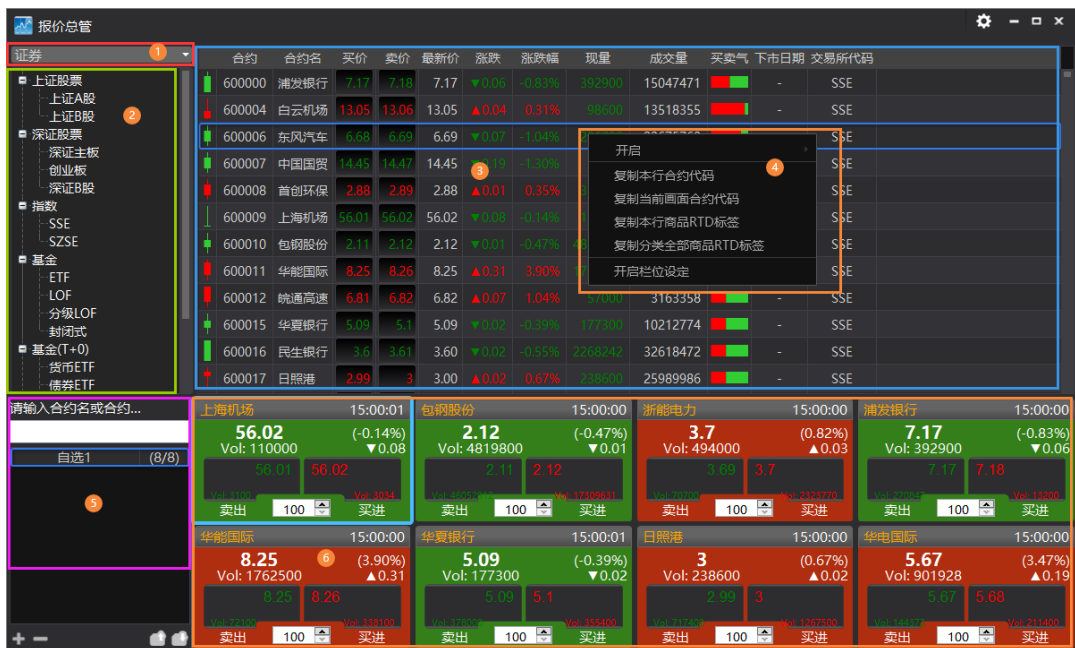 报价总管
证券 1
上证股票
上证A股
上证B股
2
深证股票
深证主板
创业板
深证B股
指数
SSE
SZSE
基金
ETF
LOF
分级LOF
封闭式
基金(T+0)
货币ETF
债券ETF
合约 合约名 买价 卖价 最新价 涨跌 涨跌幅 现量 成交量 买卖气 下市日期 交易所代码
600000 浦发银行 7.17 7.18 7.17 ▼0.06 -0.83% 392900 15047471 - SSE
600004 白云机场 13.05 13.06 13.05 ▲0.04 0.31% 98600 13518355 - SSE
600006 东风汽车 6.68 6.69 6.69 ▼0.07 -1.04% SSE
600007 中国国贸 14.45 14.47 14.45 -1.30% SSE
600008 首创环保 2.88 2.89 2.88 ▲0.01 0.35% SSE
600009 上海机场 56.01 56.02 56.02 ▼0.08 -0.14% SSE
600010 包钢股份 2.11 2.12 2.12 ▼0.01 -0.47% SSE
600011 华能国际 8.25 8.26 8.25 ▲0.31 3.90% SSE
600012 皖通高速 6.81 6.82 6.82 ▲0.07 1.04% 57000 3163358 - SSE
600015 华夏银行 5.09 5.1 5.09 ▼0.02 -0.39% 177300 10212774 - SSE
600016 民生银行 3.6 3.61 3.60 ▼0.02 -0.55% 2268242 32618472 - SSE
600017 日照港 2.99 3 3.00 ▲0.02 0.67% 238600 25989986 - SSE
3
4
开启
复制本行合约代码
复制当前画面合约代码
复制本行商品RTD标签
复制分类全部商品RTD标签
开启栏位设定
请输入合约名或合约...
自选1 (8/8)
5
上海机场 15:00:01
56.02 (-0.14%)
Vol: 110000 ▼0.08
56.01 56.02
Vol: 3100 Vol: 3034
卖出 100 买进
包钢股份 15:00:00
2.12 (-0.47%)
Vol: 4819800 ▼0.01
2.11 2.12
卖出 100 买进
浙能电力 15:00:00
3.7 (0.82%)
Vol: 494000 ▲0.03
3.69 3.7
卖出 100 买进
浦发银行 15:00:00
7.17 (-0.83%)
Vol: 392900 ▼0.06
7.17 7.18
Vol: 13200
卖出 100 买进
华能国际 15:00:00
6
8.25 (3.90%)
Vol: 1762500 ▲0.31
8.25 8.26
Vol: 72100 Vol: 338100
卖出 100 买进
华夏银行 15:00:01
5.09 (-0.39%)
Vol: 177300 ▼0.02
5.09 5.1
Vol: 355400
卖出 100 买进
日照港 15:00:00
3 (0.67%)
Vol: 238600 ▲0.02
2.99 3
Vol: 1267500
卖出 100 买进
华电国际 15:00:00
5.67 (3.47%)
Vol: 901928 ▲0.19
5.67 5.68
Vol: 211400
卖出 100 买进